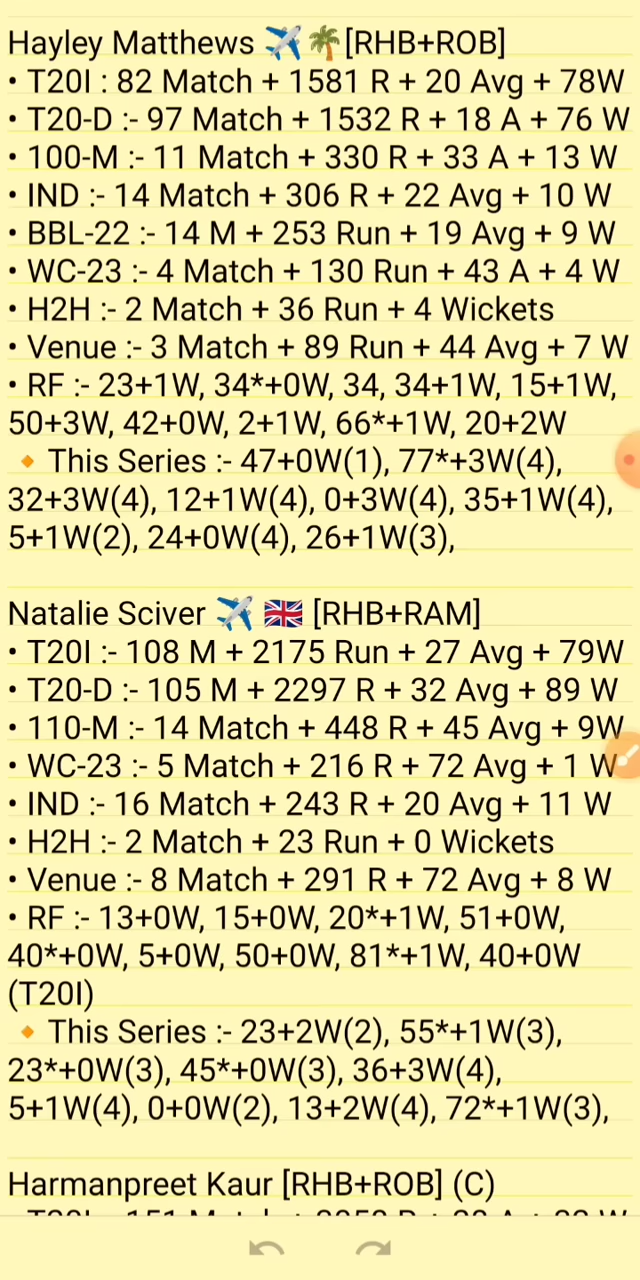 Hayley Matthews ✈️🌴[RHB+ROB]
• T20I : 82 Match + 1581 R + 20 Avg + 78W
• T20-D :- 97 Match + 1532 R + 18 A + 76 W
• 100-M :- 11 Match + 330 R + 33 A + 13 W
• IND :- 14 Match + 306 R + 22 Avg + 10 W
• BBL-22 :- 14 M + 253 Run + 19 Avg + 9 W
• WC-23 :- 4 Match + 130 Run + 43 A + 4 W
• H2H :- 2 Match + 36 Run + 4 Wickets
• Venue :- 3 Match + 89 Run + 44 Avg + 7 W
• RF :- 23+1W, 34*+0W, 34, 34+1W, 15+1W,
50+3W, 42+0W, 2+1W, 66*+1W, 20+2W
🔸This Series :- 47+0W(1), 77*+3W(4),
32+3W(4), 12+1W(4), 0+3W(4), 35+1W(4),
5+1W(2), 24+0W(4), 26+1W(3),
Natalie Sciver ✈️ 🇬🇧 [RHB+RAM]
• T20I :- 108 M + 2175 Run + 27 Avg + 79W
• T20-D :- 105 M + 2297 R + 32 Avg + 89 W
• 110-M :- 14 Match + 448 R + 45 Avg + 9W
• WC-23 :- 5 Match + 216 R + 72 Avg + 1 W
• IND :- 16 Match + 243 R + 20 Avg + 11 W
• H2H :- 2 Match + 23 Run + 0 Wickets
• Venue :- 8 Match + 291 R + 72 Avg + 8 W
• RF :- 13+0W, 15+0W, 20*+1W, 51+0W,
40*+0W, 5+0W, 50+0W, 81*+1W, 40+0W
(T20I)
🔸This Series :- 23+2W(2), 55*+1W(3),
23*+0W(3), 45*+0W(3), 36+3W(4),
5+1W(4), 0+0W(2), 13+2W(4), 72*+1W(3),
Harmanpreet Kaur [RHB+ROB] (C)